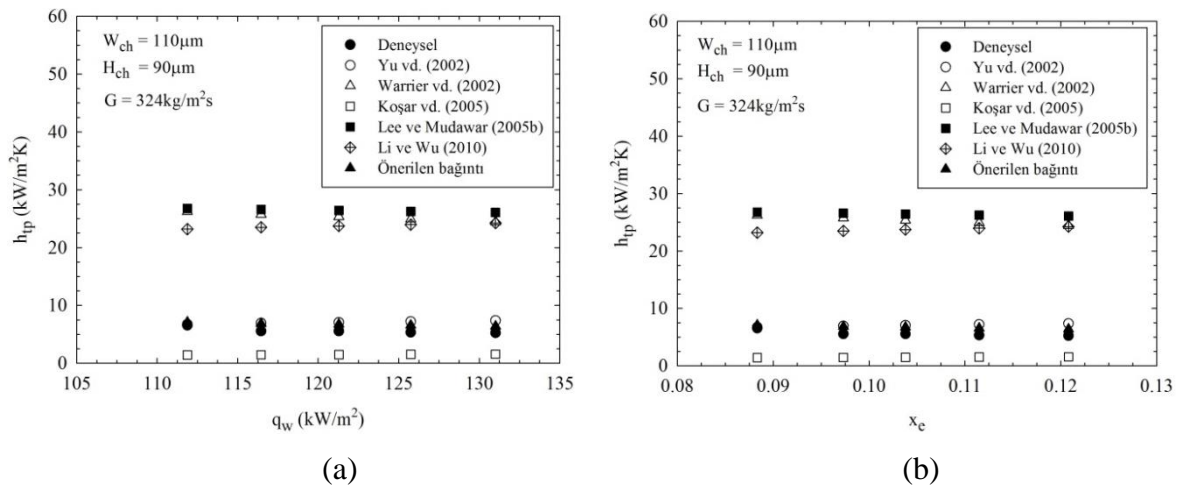 60
50
40
30
20
10
0
h_tp (kW/m²K)
W_ch = 110μm
H_ch = 90μm
G = 324kg/m²s
Deneysel
Yu vd. (2002)
Warrier vd. (2002)
Koşar vd. (2005)
Lee ve Mudawar (2005b)
Li ve Wu (2010)
Önerilen bağıntı
105 110 115 120 125 130 135
q_w (kW/m²)
(a)
60
50
40
30
20
10
0
h_tp (kW/m²K)
W_ch = 110μm
H_ch = 90μm
G = 324kg/m²s
Deneysel
Yu vd. (2002)
Warrier vd. (2002)
Koşar vd. (2005)
Lee ve Mudawar (2005b)
Li ve Wu (2010)
Önerilen bağıntı
0.08 0.09 0.10 0.11 0.12 0.13
x_e
(b)